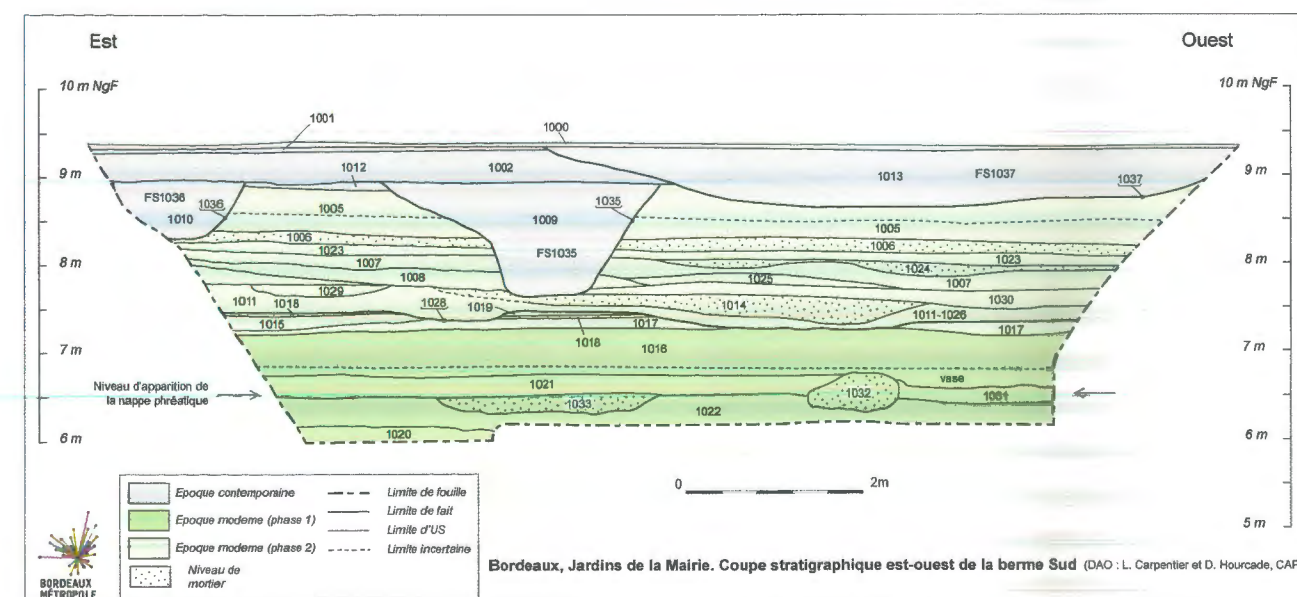 Est
Ouest
10 m NgF
10 m NgF
1001
1000
1012
1002
1013
FS1037
9 m
9 m
FS1036
1010
1036
1005
1009
1035
1037
1005
1006
FS1035
1006
1023
1023
8 m
8 m
1007
1008
1025
1024
1007
1029
1030
1011
1018
1028
1019
1014
1011-1026
1015
1017
1017
1018
1016
7 m
7 m
Niveau d'apparition de
la nappe phréatique
1021
vase
1032
1033
1022
1020
6 m
6 m
0
2m
Epoque contemporaine
Limite de fouille
Limite de fait
Epoque moderne (phase 1)
Limite d'US
Epoque moderne (phase 2)
Limite incertaine
5 m
Niveau de
mortier
Bordeaux, Jardins de la Mairie. Coupe stratigraphique est-ouest de la berme Sud (DAO : L. Carpentier et D. Hourcade, CAP
BORDEAUX
MÉTROPOLE